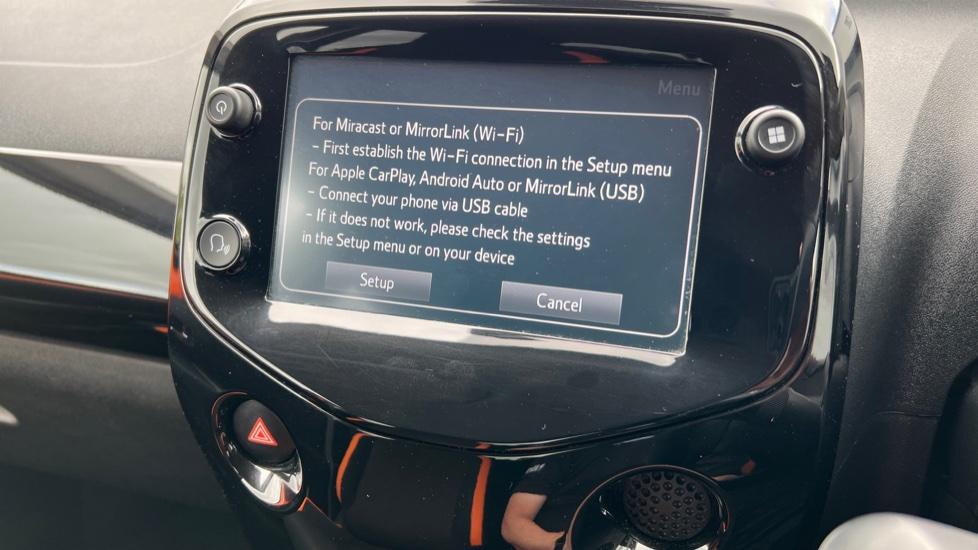 Menu
For Miracast or MirrorLink (Wi-Fi)
- First establish the Wi-Fi connection in the Setup menu
For Apple CarPlay, Android Auto or MirrorLink (USB)
- Connect your phone via USB cable
- If it does not work, please check the settings
in the Setup menu or on your device
Setup
Cancel